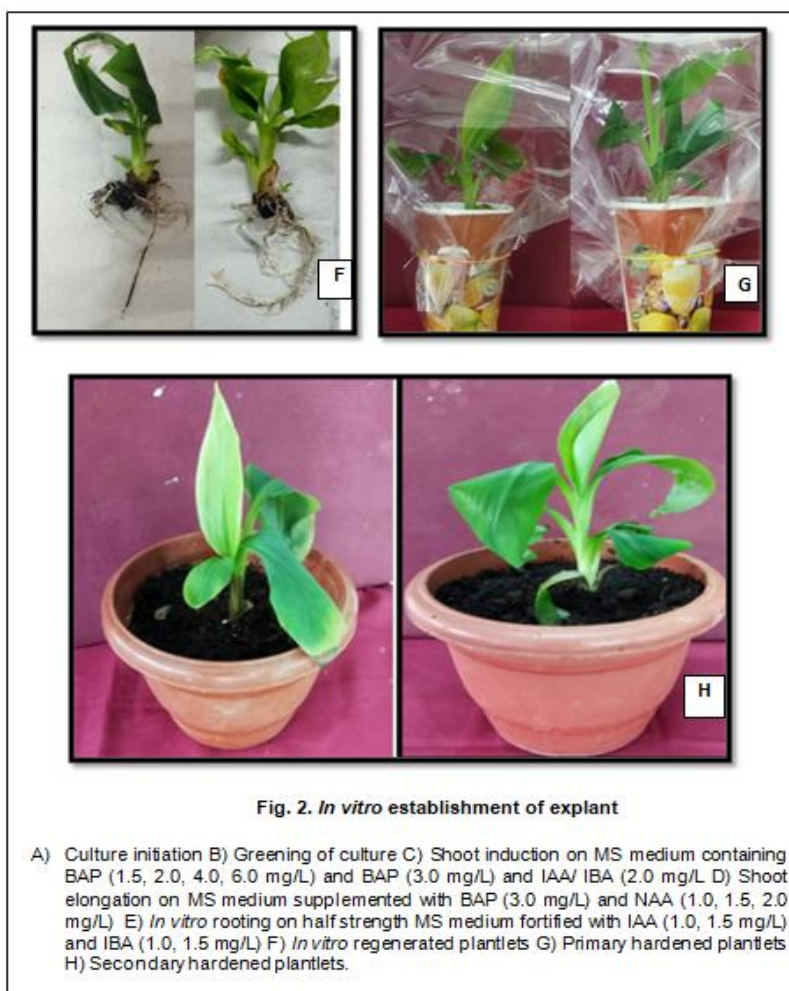 F
G
H
Fig. 2. In vitro establishment of explant
A) Culture initiation B) Greening of culture C) Shoot induction on MS medium containing
BAP (1.5, 2.0, 4.0, 6.0 mg/L) and BAP (3.0 mg/L) and IAA/ IBA (2.0 mg/L D) Shoot
elongation on MS medium supplemented with BAP (3.0 mg/L) and NAA (1.0, 1.5, 2.0
mg/L) E) In vitro rooting on half strength MS medium fortified with IAA (1.0, 1.5 mg/L)
and IBA (1.0, 1.5 mg/L) F) In vitro regenerated plantlets G) Primary hardened plantlets
H) Secondary hardened plantlets.